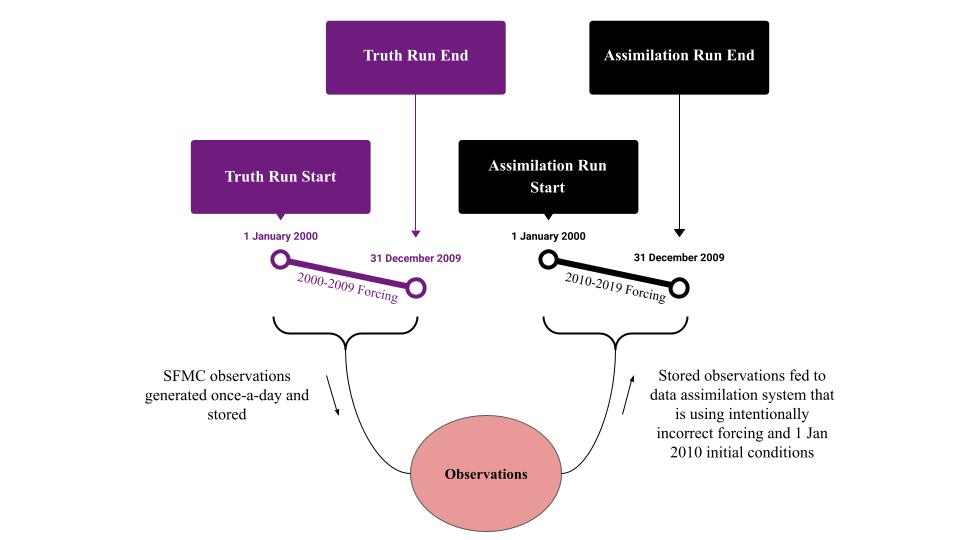 Truth Run End
Assimilation Run End
Truth Run Start
Assimilation Run
Start
1 January 2000
31 December 2009
2000-2009 Forcing
1 January 2000
31 December 2009
2010-2019 Forcing
SFMC observations
generated once-a-day and
stored
Stored observations fed to
data assimilation system that
is using intentionally
incorrect forcing and 1 Jan
2010 initial conditions
Observations